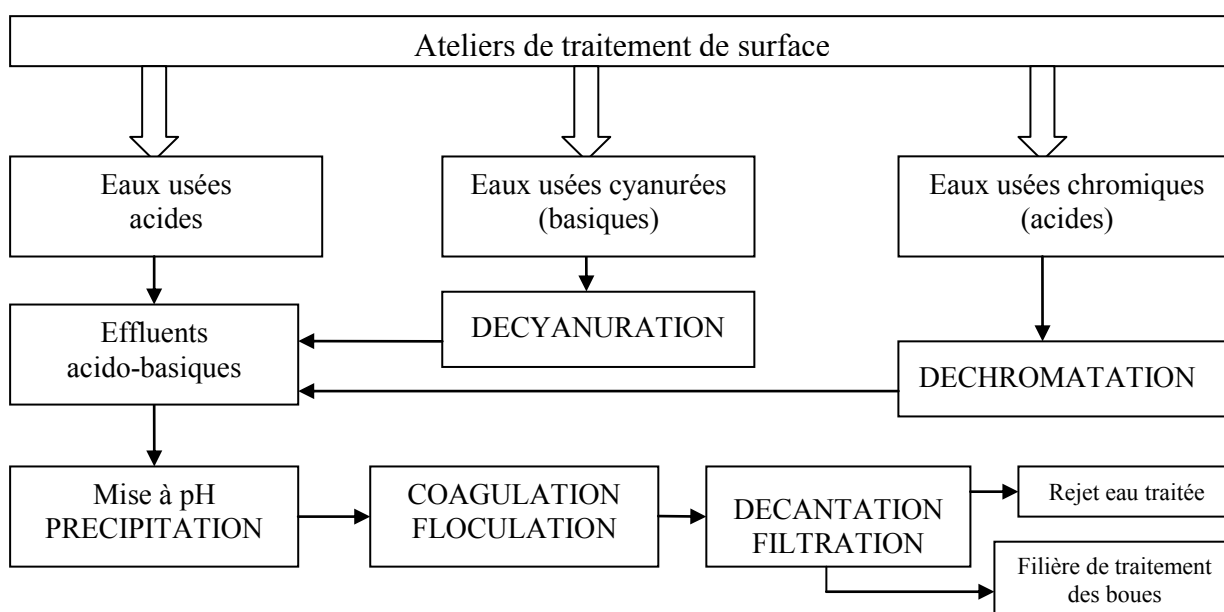 Ateliers de traitement de surface
Eaux usées
acides
Eaux usées cyanurées
(basiques)
Eaux usées chromiques
(acides)
Effluents
acido-basiques
DECYANURATION
DECHROMATATION
Mise à pH
PRECIPITATION
COAGULATION
FLOCULATION
DECANTATION
FILTRATION
Rejet eau traitée
Filière de traitement
des boues